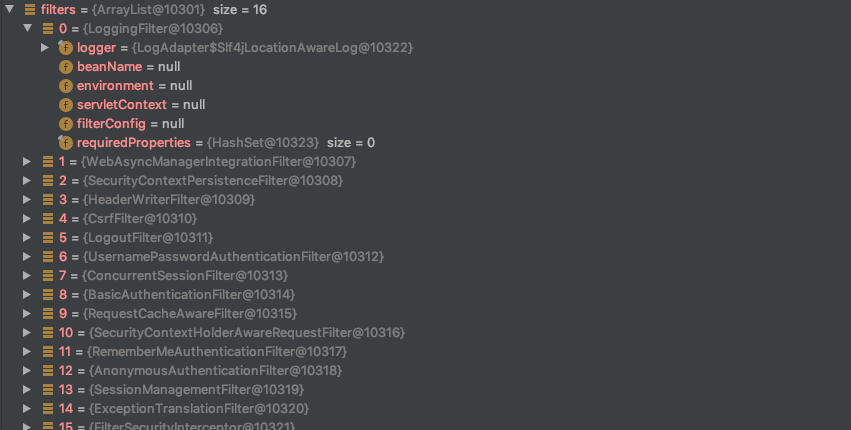 filters = {ArrayList@10301} size = 16
0 = {LoggingFilter@10306}
f logger = {LogAdapter$Slf4jLocationAwareLog@10322}
f beanName = null
f environment = null
f servletContext = null
f filterConfig = null
f requiredProperties = {HashSet@10323} size = 0
1 = {WebAsyncManagerIntegrationFilter@10307}
2 = {SecurityContextPersistenceFilter@10308}
3 = {HeaderWriterFilter@10309}
4 = {CsrfFilter@10310}
5 = {LogoutFilter@10311}
6 = {UsernamePasswordAuthenticationFilter@10312}
7 = {ConcurrentSessionFilter@10313}
8 = {BasicAuthenticationFilter@10314}
9 = {RequestCacheAwareFilter@10315}
10 = {SecurityContextHolderAwareRequestFilter@10316}
11 = {RememberMeAuthenticationFilter@10317}
12 = {AnonymousAuthenticationFilter@10318}
13 = {SessionManagementFilter@10319}
14 = {ExceptionTranslationFilter@10320}
15 = {FilterSecurityInterceptor@10321}